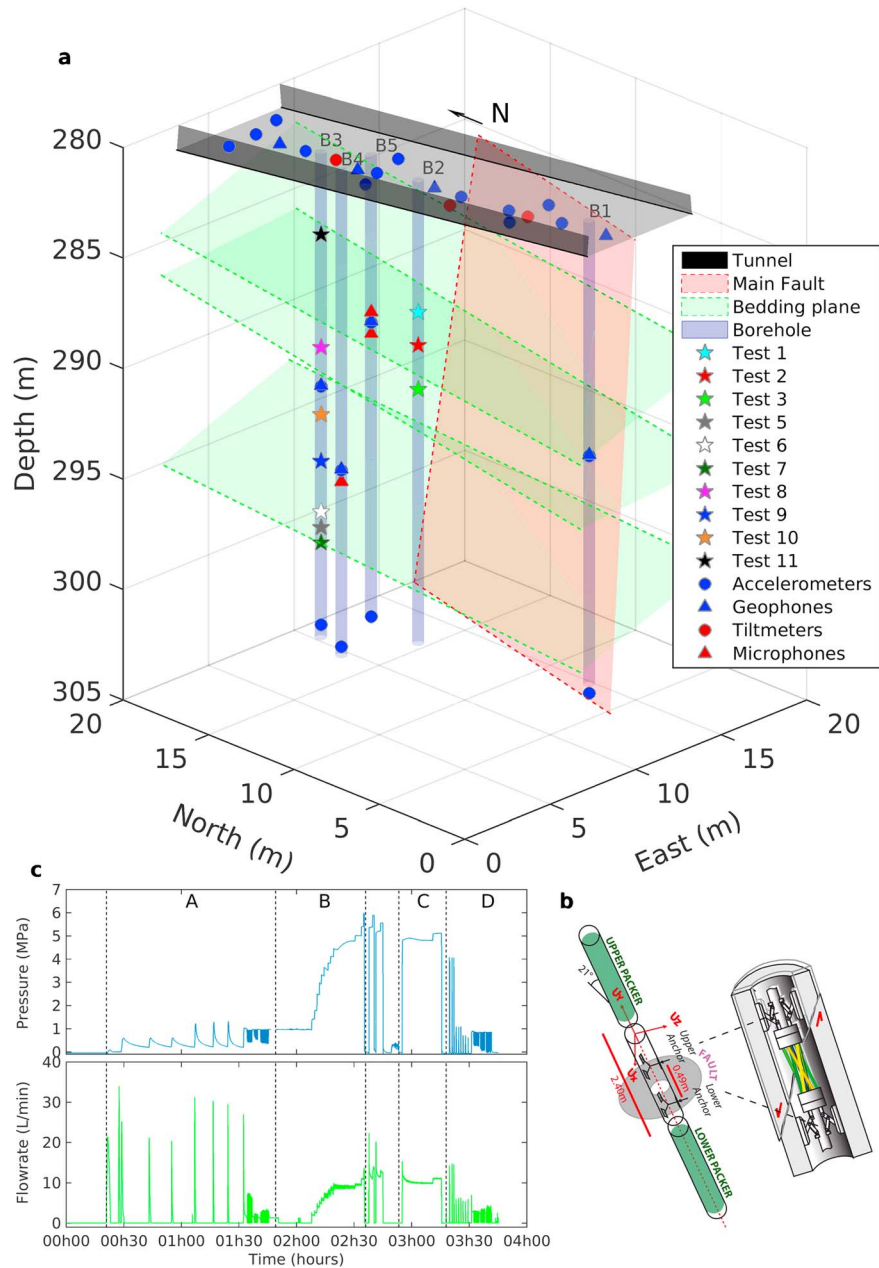 a
N
280
285
290
295
300
305
Depth (m)
B3
B5
B4
B2
B1
Tunnel
Main Fault
Bedding plane
Borehole
Test 1
Test 2
Test 3
Test 5
Test 6
Test 7
Test 8
Test 9
Test 10
Test 11
Accelerometers
Geophones
Tiltmeters
Microphones
20
15
10
5
0
North (m)
0
5
10
15
20
East (m)
c
A
B
C
D
7
6
5
4
3
2
1
0
Pressure (MPa)
40
30
20
10
0
Flowrate (L/min)
00h00
00h30
01h00
01h30
02h00
02h30
03h00
03h30
04h00
Time (hours)
b
UPPER PACKER
21°
UY
UZ
UX
Upper
Anchor
FAULT
0.49m
2.40m
Lower
Anchor
LOWER PACKER